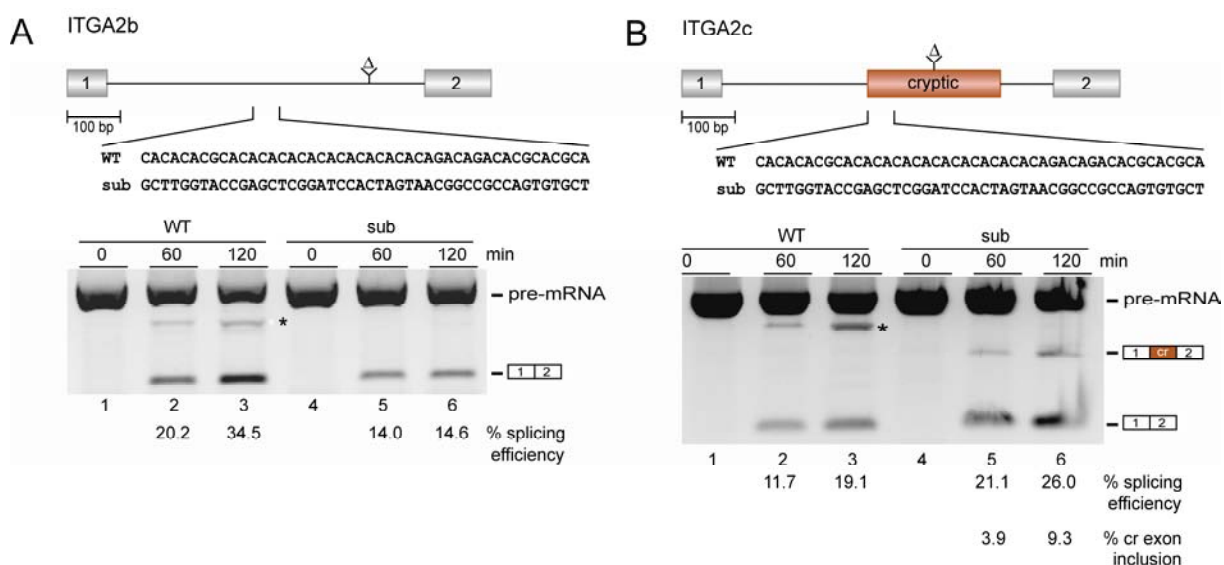 A
ITGA2b
Δ
1
2
100 bp
WT CACACACGCACACACACACACACACACACAGACAGACACGCACGCA
sub GCTTGGTACCGAGCTCGGATCCACTAGTAACGGCCGCCAGTGTGCT
WT sub
0 60 120 0 60 120 min
pre-mRNA
*
1 2
1 2 3 4 5 6
20.2 34.5 14.0 14.6 % splicing
efficiency
B
ITGA2c
Δ
1
cryptic
2
100 bp
WT CACACACGCACACACACACACACACACACAGACAGACACGCACGCA
sub GCTTGGTACCGAGCTCGGATCCACTAGTAACGGCCGCCAGTGTGCT
WT sub
0 60 120 0 60 120 min
pre-mRNA
*
1 cr 2
1 2
1 2 3 4 5 6
11.7 19.1 21.1 26.0 % splicing
efficiency
3.9 9.3 % cr exon
inclusion